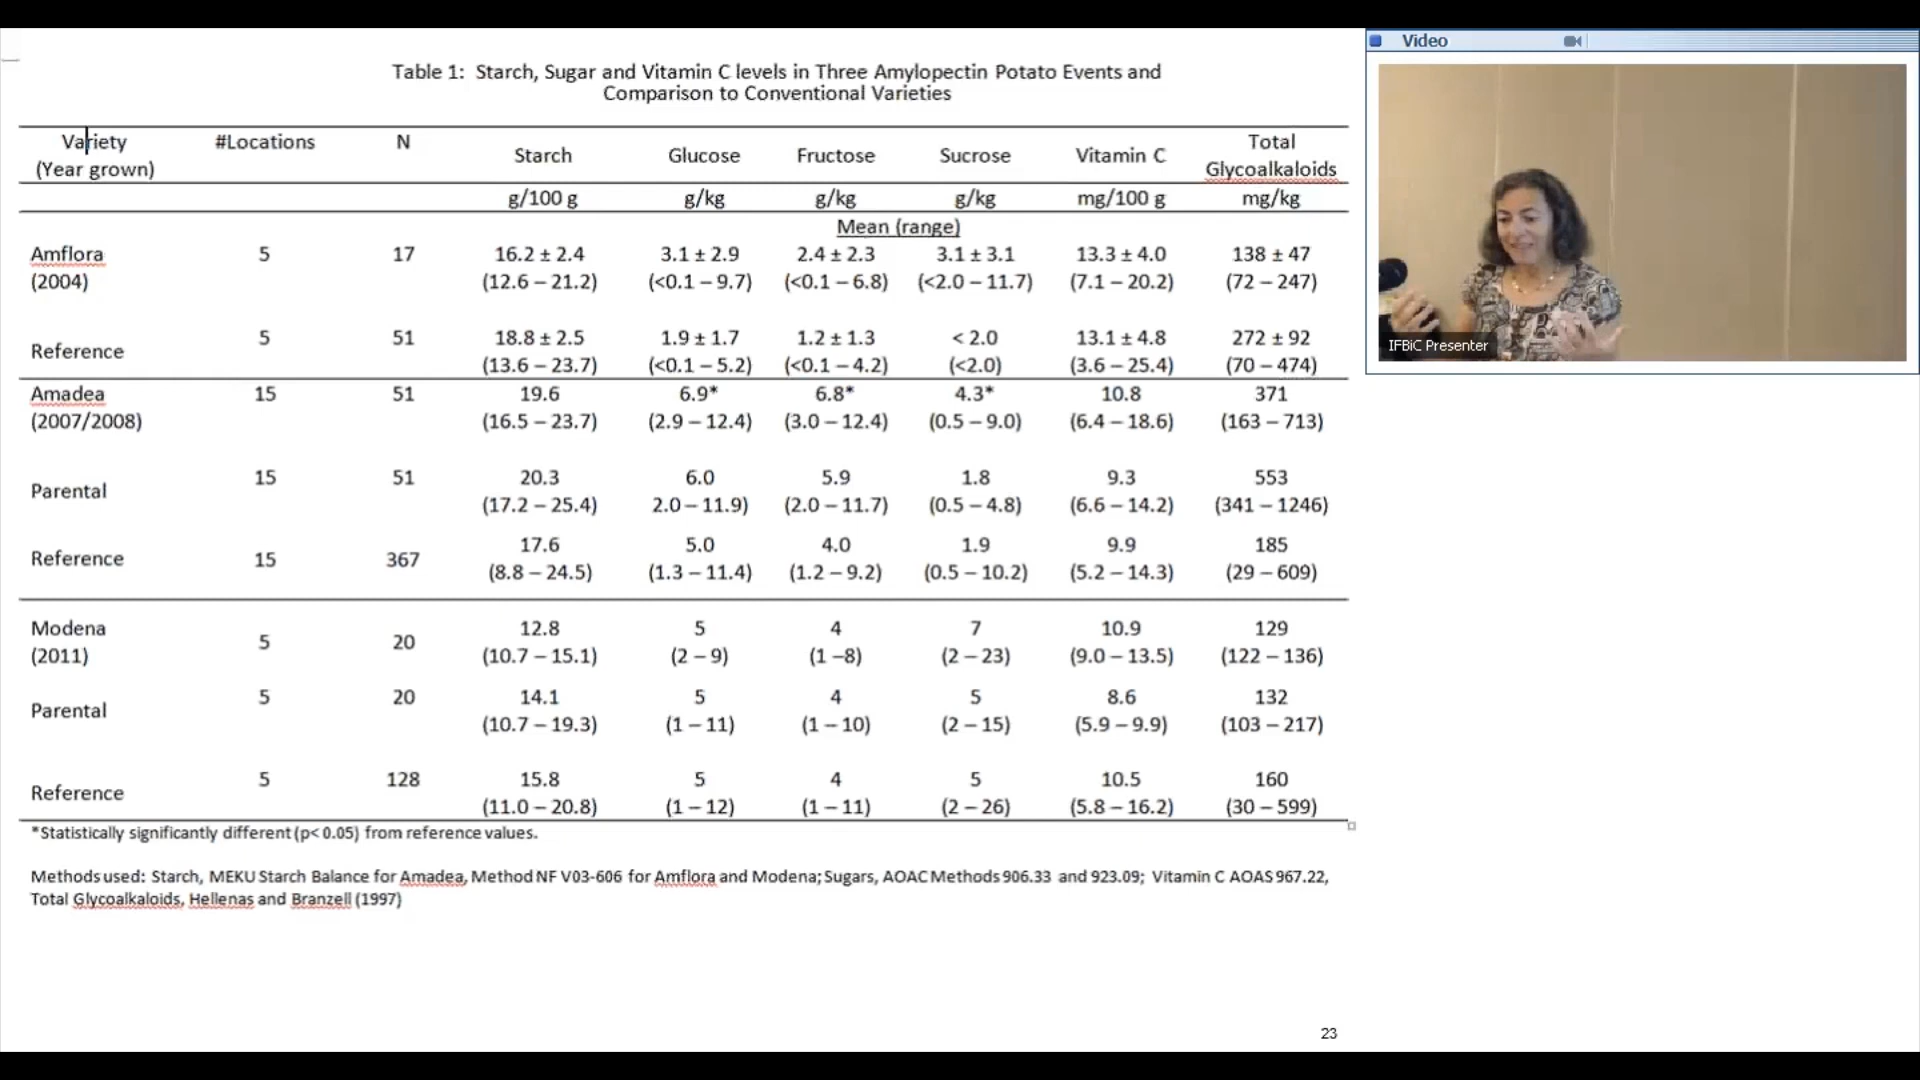 Table 1: Starch, Sugar and Vitamin C levels in Three Amylopectin Potato Events and
Comparison to Conventional Varieties
Variety #Locations N Starch Glucose Fructose Sucrose Vitamin C Total
(Year grown) Glycoalkaloids
g/100 g g/kg g/kg g/kg mg/100 g mg/kg
Mean (range)
Amflora 5 17 16.2 ± 2.4 3.1 ± 2.9 2.4 ± 2.3 3.1 ± 3.1 13.3 ± 4.0 138 ± 47
(2004) (12.6 – 21.2) (<0.1 – 9.7) (<0.1 – 6.8) (<2.0 – 11.7) (7.1 – 20.2) (72 – 247)
Reference 5 51 18.8 ± 2.5 1.9 ± 1.7 1.2 ± 1.3 < 2.0 13.1 ± 4.8 272 ± 92
(13.6 – 23.7) (<0.1 – 5.2) (<0.1 – 4.2) (<2.0) (3.6 – 25.4) (70 – 474)
Amadea 15 51 19.6 6.9* 6.8* 4.3* 10.8 371
(2007/2008) (16.5 – 23.7) (2.9 – 12.4) (3.0 – 12.4) (0.5 – 9.0) (6.4 – 18.6) (163 – 713)
Parental 15 51 20.3 6.0 5.9 1.8 9.3 553
(17.2 – 25.4) 2.0 – 11.9) (2.0 – 11.7) (0.5 – 4.8) (6.6 – 14.2) (341 – 1246)
Reference 15 367 17.6 5.0 4.0 1.9 9.9 185
(8.8 – 24.5) (1.3 – 11.4) (1.2 – 9.2) (0.5 – 10.2) (5.2 – 14.3) (29 – 609)
Modena 5 20 12.8 5 4 7 10.9 129
(2011) (10.7 – 15.1) (2 – 9) (1 –8) (2 – 23) (9.0 – 13.5) (122 – 136)
Parental 5 20 14.1 5 4 5 8.6 132
(10.7 – 19.3) (1 – 11) (1 – 10) (2 – 15) (5.9 – 9.9) (103 – 217)
Reference 5 128 15.8 5 4 5 10.5 160
(11.0 – 20.8) (1 – 12) (1 – 11) (2 – 26) (5.8 – 16.2) (30 – 599)
*Statistically significantly different (p< 0.05) from reference values.
Methods used: Starch, MEKU Starch Balance for Amadea, Method NF V03-606 for Amflora and Modena; Sugars, AOAC Methods 906.33 and 923.09; Vitamin C AOAS 967.22,
Total Glycoalkaloids, Hellenas and Branzell (1997)
23
Video
IFBiC Presenter